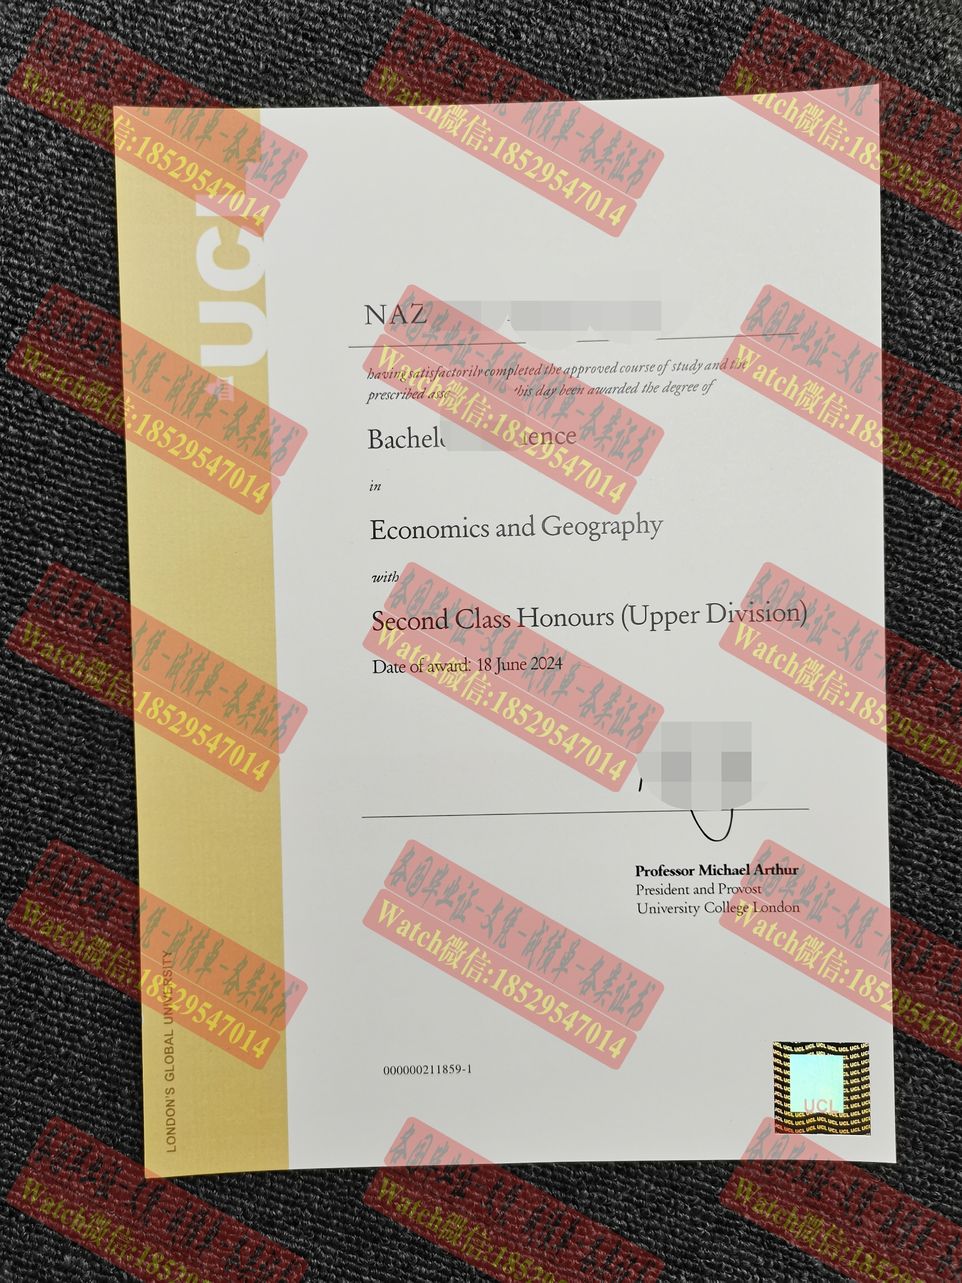 UCL
NAZ
having satisfactorily completed the approved course of study and the
prescribed his day been awarded the degree of
ience
in
Economics and Geography
with
Second Class Honours (Upper Division)
Date of award: 18 June 2024
Professor Michael Arthur
President and Provost
University College London
000000211859-1
LONDON'S GLOBAL UNIVERSITY
UCL
各国毕业证-文凭-成绩单-各类证书
Watch微信:18529547014